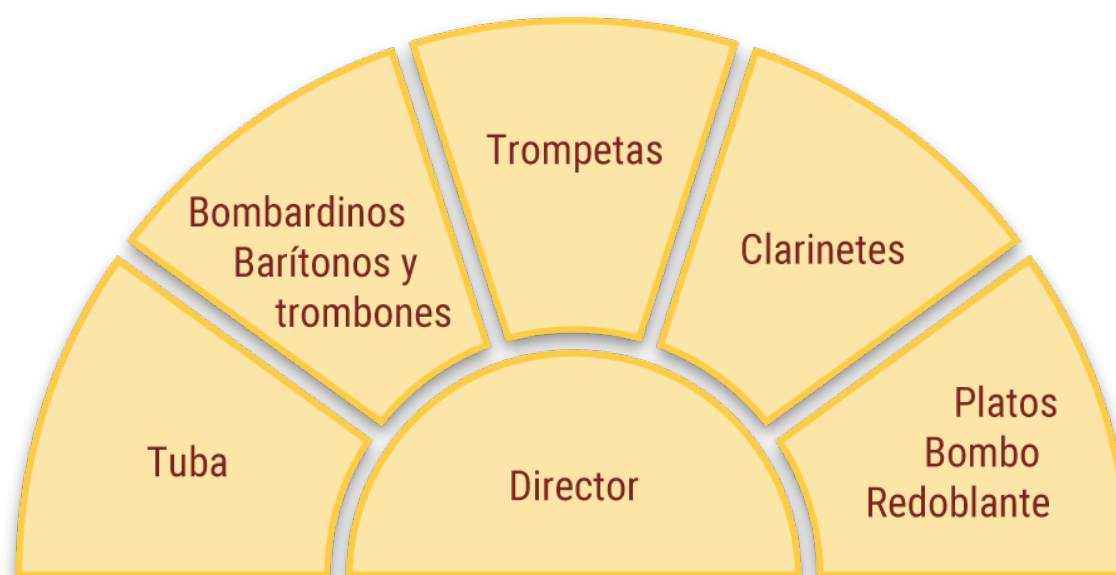 Trompetas
Bombardinos
Barítonos y
trombones
Clarinetes
Tuba
Director
Platos
Bombo
Redoblante